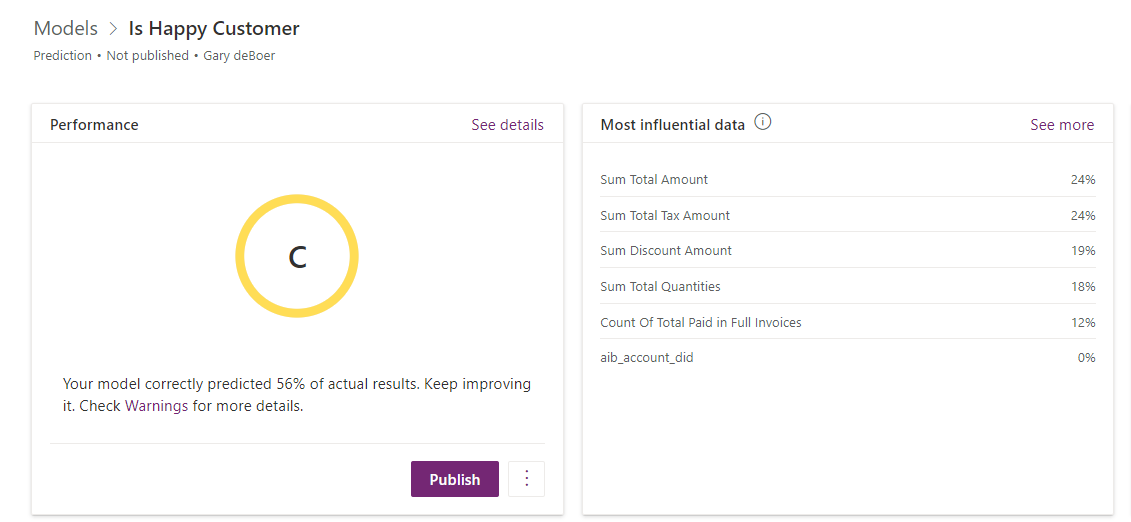 Models > Is Happy Customer
Prediction • Not published • Gary deBoer
Performance
See details
C
Your model correctly predicted 56% of actual results. Keep improving
it. Check Warnings for more details.
Publish
Most influential data
See more
Sum Total Amount 24%
Sum Total Tax Amount 24%
Sum Discount Amount 19%
Sum Total Quantities 18%
Count Of Total Paid in Full Invoices 12%
aib_account_did 0%